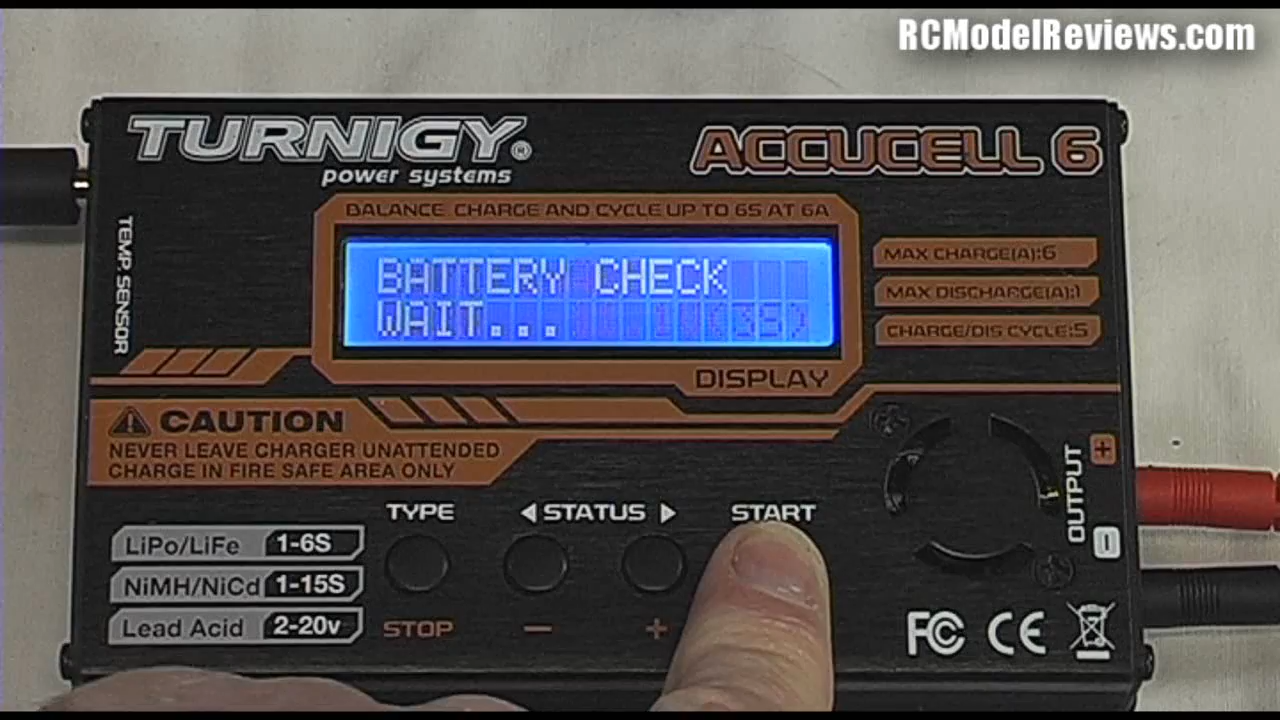 RCModelReviews.com
TURNIGY®
power systems
ACCUCELL 6
BALANCE CHARGE AND CYCLE UP TO 6S AT 6A
TEMP. SENSOR
BATTERY CHECK
WAIT...
MAX CHARGE(A):6
MAX DISCHARGE(A):1
CHARGE/DIS CYCLE:5
DISPLAY
CAUTION
NEVER LEAVE CHARGER UNATTENDED
CHARGE IN FIRE SAFE AREA ONLY
OUTPUT
+
−
TYPE
STATUS
START
LiPo/LiFe 1-6S
NiMH/NiCd 1-15S
Lead Acid 2-20v
STOP
−
+
FC CE